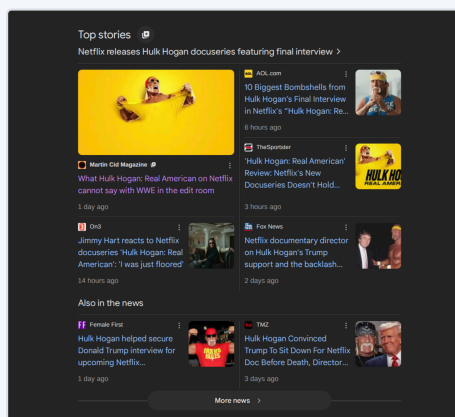 Top stories
Netflix releases Hulk Hogan docuseries featuring final interview
Martin Cid Magazine
What Hulk Hogan: Real American on Netflix
cannot say with WWE in the edit room
1 day ago
AOL.com
10 Biggest Bombshells from
Hulk Hogan's Final Interview
in Netflix's "Hulk Hogan: Re...
6 hours ago
TheSportster
'Hulk Hogan: Real American'
Review: Netflix's New
Docuseries Doesn't Hold...
3 hours ago
HULK HO
REAL AMER
On3
Jimmy Hart reacts to Netflix
docuseries 'Hulk Hogan: Real
American': 'I was just floored'
14 hours ago
Fox News
Netflix documentary director
on Hulk Hogan's Trump
support and the backlash...
2 days ago
Also in the news
Female First
Hulk Hogan helped secure
Donald Trump interview for
upcoming Netflix...
1 day ago
TMZ
Hulk Hogan Convinced
Trump To Sit Down For Netflix
Doc Before Death, Director...
3 days ago
More news